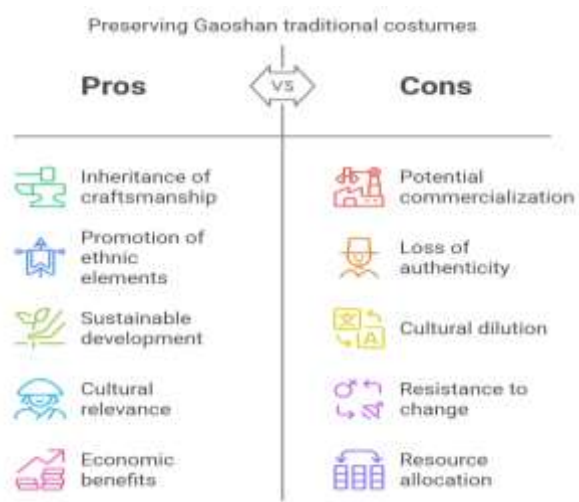 Preserving Gaoshan traditional costumes
Pros
VS
Cons
Inheritance of
craftsmanship
Promotion of
ethnic
elements
Sustainable
development
Cultural
relevance
Economic
benefits
Potential
commercialization
Loss of
authenticity
文
A
Cultural dilution
Resistance to
change
Resource
allocation